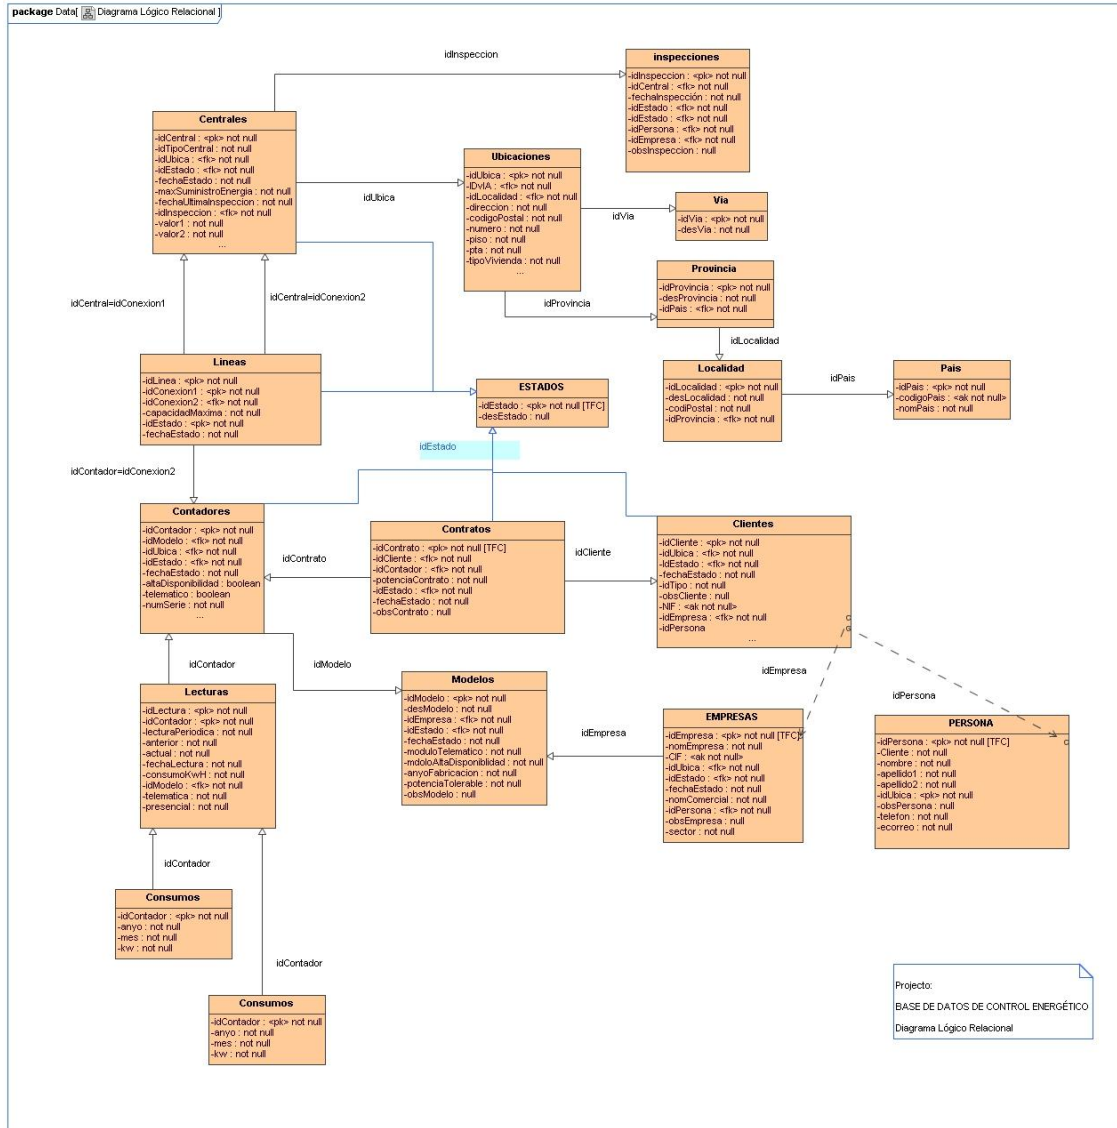 package Data[ Diagrama Lógico Relacional ]
idInspeccion
inspecciones
-idInspeccion : <pk> not null
-idCentral : <fk> not null
-fechaInspección : not null
-idEstado : <fk> not null
-idEstado : <fk> not null
-idPersona : <fk> not null
-idEmpresa : <fk> not null
-obsInspeccion : null
Centrales
-idCentral : <pk> not null
-idTipoCentral : not null
-idUbica : <fk> not null
-idEstado : <fk> not null
-fechaEstado : not null
-maxSuministroEnergia : not null
-fechaUltimaInspeccion : not null
-idInspeccion : <fk> not null
-valor1 : not null
-valor2 : not null
...
idUbica
Ubicaciones
-idUbica : <pk> not null
-IDvIA : <fk> not null
-idLocalidad : <fk> not null
-direccion : not null
-codigoPostal : not null
-numero : not null
-piso : not null
-pta : not null
-tipoVivienda : not null
...
idVia
Via
-idVia : <pk> not null
-desVia : not null
idProvincia
Provincia
-idProvincia : <pk> not null
-desProvincia : not null
-idPais : <fk> not null
idLocalidad
idCentral=idConexion1
idCentral=idConexion2
Lineas
-idLinea : <pk> not null
-idConexion1 : <pk> not null
-idConexion2 : <fk> not null
-capacidadMaxima : not null
-idEstado : <pk> not null
-fechaEstado : not null
ESTADOS
-idEstado : <pk> not null [TFC]
-desEstado : null
Localidad
-idLocalidad : <pk> not null
-desLocalidad : not null
-codiPostal : not null
-idProvincia : <fk> not null
idPais
Pais
-idPais : <pk> not null
-codigoPais : <ak not null>
-nomPais : not null
idEstado
idContador=idConexion2
Contadores
-idContador : <pk> not null
-idModelo : <fk> not null
-idUbica : <fk> not null
-idEstado : <fk> not null
-fechaEstado : not null
-altaDisponibilidad : boolean
-telematico : boolean
-numSerie : not null
...
idContrato
Contratos
-idContrato : <pk> not null [TFC]
-idCliente : <fk> not null
-idContador : <fk> not null
-potenciaContrato : not null
-idEstado : <fk> not null
-fechaEstado : not null
-obsContrato : null
idCliente
Clientes
-idCliente : <pk> not null
-idUbica : <fk> not null
-idEstado : <fk> not null
-fechaEstado : not null
-idTipo : not null
-obsCliente : null
-NIF : <ak not null>
-idEmpresa : <fk> not null
-idPersona
...
idContador
idModelo
idEmpresa
idPersona
Lecturas
-idLectura : <pk> not null
-idContador : <pk> not null
-lecturaPeriodica : not null
-anterior : not null
-actual : not null
-fechaLectura : not null
-consumoKwH : not null
-idModelo : <fk> not null
-telematica : not null
-presencial : not null
Modelos
-idModelo : <pk> not null
-desModelo : not null
-idEmpresa : <fk> not null
-idEstado : <fk> not null
-fechaEstado : not null
-moduloTelematico : not null
-mdoloAltaDisponiblidad : not null
-anyoFabricacion : not null
-potenciaTolerable : not null
-obsModelo : null
idEmpresa
EMPRESAS
-idEmpresa : <pk> not null [TFC]
-nomEmpresa : not null
-CIF : <ak not null>
-idUbica : <fk> not null
-idEstado : <fk> not null
-fechaEstado : not null
-nomComercial : not null
-idPersona : <fk> not null
-obsEmpresa : null
-sector : not null
PERSONA
-idPersona : <pk> not null [TFC]
-Cliente : not null
-nombre : not null
-apellido1 : not null
-apellido2 : not null
-idUbica : <pk> not null
-obsPersona : null
-telefon : not null
-ecorreo : not null
idContador
Consumos
-idContador : <pk> not null
-anyo : not null
-mes : not null
-kw : not null
idContador
Consumos
-idContador : <pk> not null
-anyo : not null
-mes : not null
-kw : not null
Projecto:
BASE DE DATOS DE CONTROL ENERGÉTICO
Diagrama Lógico Relacional